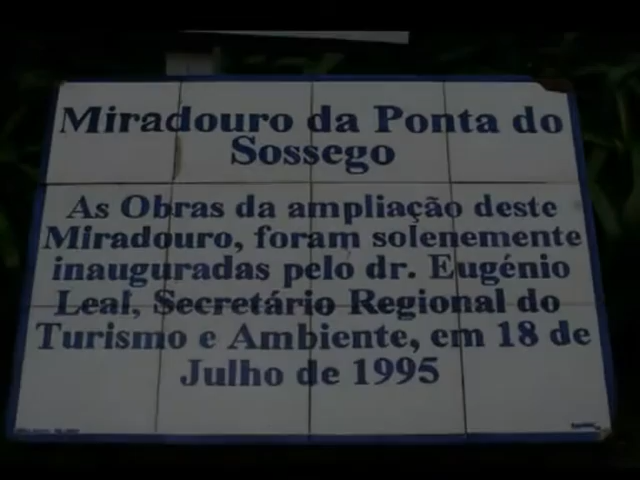 Miradouro da Ponta do
Sossego
As Obras da ampliação deste
Miradouro, foram solenemente
inauguradas pelo dr. Eugénio
Leal, Secretário Regional do
Turismo e Ambiente, em 18 de
Julho de 1995